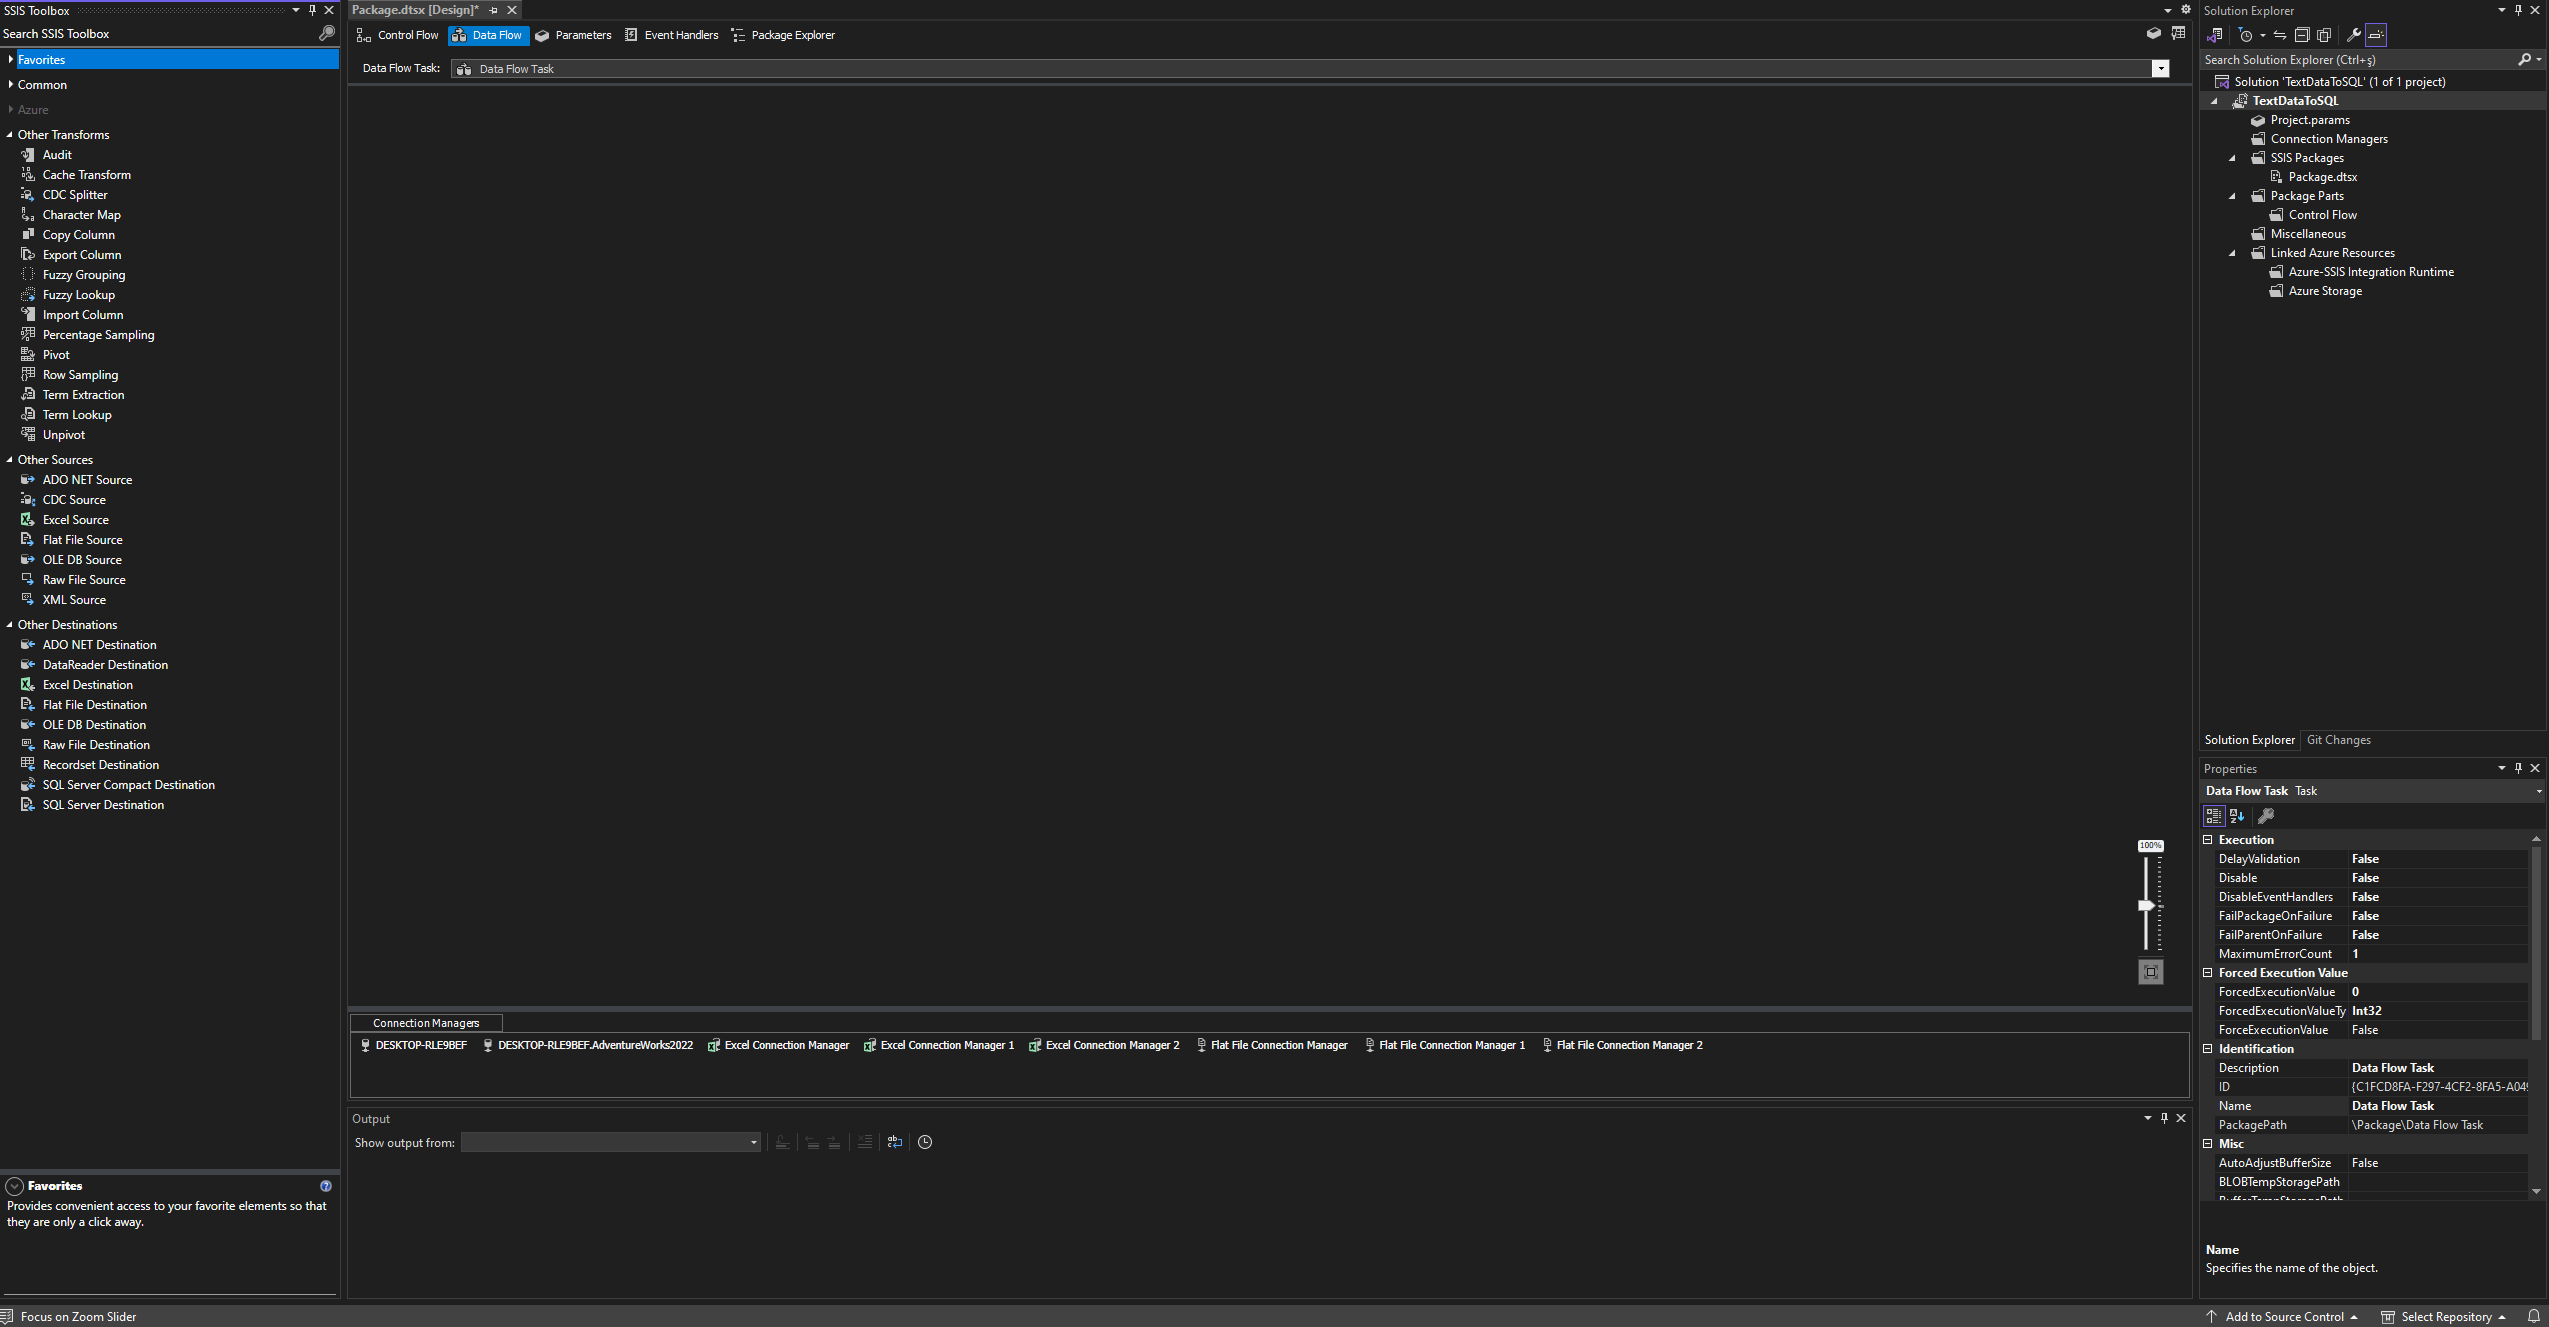 SSIS Toolbox
Search SSIS Toolbox
Favorites
Common
Azure
Other Transforms
Audit
Cache Transform
CDC Splitter
Character Map
Copy Column
Export Column
Fuzzy Grouping
Fuzzy Lookup
Import Column
Percentage Sampling
Pivot
Row Sampling
Term Extraction
Term Lookup
Unpivot
Other Sources
ADO NET Source
CDC Source
Excel Source
Flat File Source
OLE DB Source
Raw File Source
XML Source
Other Destinations
ADO NET Destination
DataReader Destination
Excel Destination
Flat File Destination
OLE DB Destination
Raw File Destination
Recordset Destination
SQL Server Compact Destination
SQL Server Destination
Favorites
Provides convenient access to your favorite elements so that
they are only a click away.
Package.dtsx [Design]*
Control Flow Data Flow Parameters Event Handlers Package Explorer
Data Flow Task: Data Flow Task
100%
Connection Managers
DESKTOP-RLE9BEF DESKTOP-RLE9BEF.AdventureWorks2022 Excel Connection Manager Excel Connection Manager 1 Excel Connection Manager 2 Flat File Connection Manager Flat File Connection Manager 1 Flat File Connection Manager 2
Output
Show output from:
Solution Explorer
Search Solution Explorer (Ctrl+ş)
Solution 'TextDataToSQL' (1 of 1 project)
TextDataToSQL
Project.params
Connection Managers
SSIS Packages
Package.dtsx
Package Parts
Control Flow
Miscellaneous
Linked Azure Resources
Azure-SSIS Integration Runtime
Azure Storage
Solution Explorer Git Changes
Properties
Data Flow Task Task
Execution
DelayValidation False
Disable False
DisableEventHandlers False
FailPackageOnFailure False
FailParentOnFailure False
MaximumErrorCount 1
Forced Execution Value
ForcedExecutionValue 0
ForcedExecutionValueTy Int32
ForceExecutionValue False
Identification
Description Data Flow Task
ID {C1FCD8FA-F297-4CF2-8FA5-A049
Name Data Flow Task
PackagePath \Package\Data Flow Task
Misc
AutoAdjustBufferSize False
BLOBTempStoragePath
BufferTempStoragePath
Name
Specifies the name of the object.
Focus on Zoom Slider
Add to Source Control Select Repository